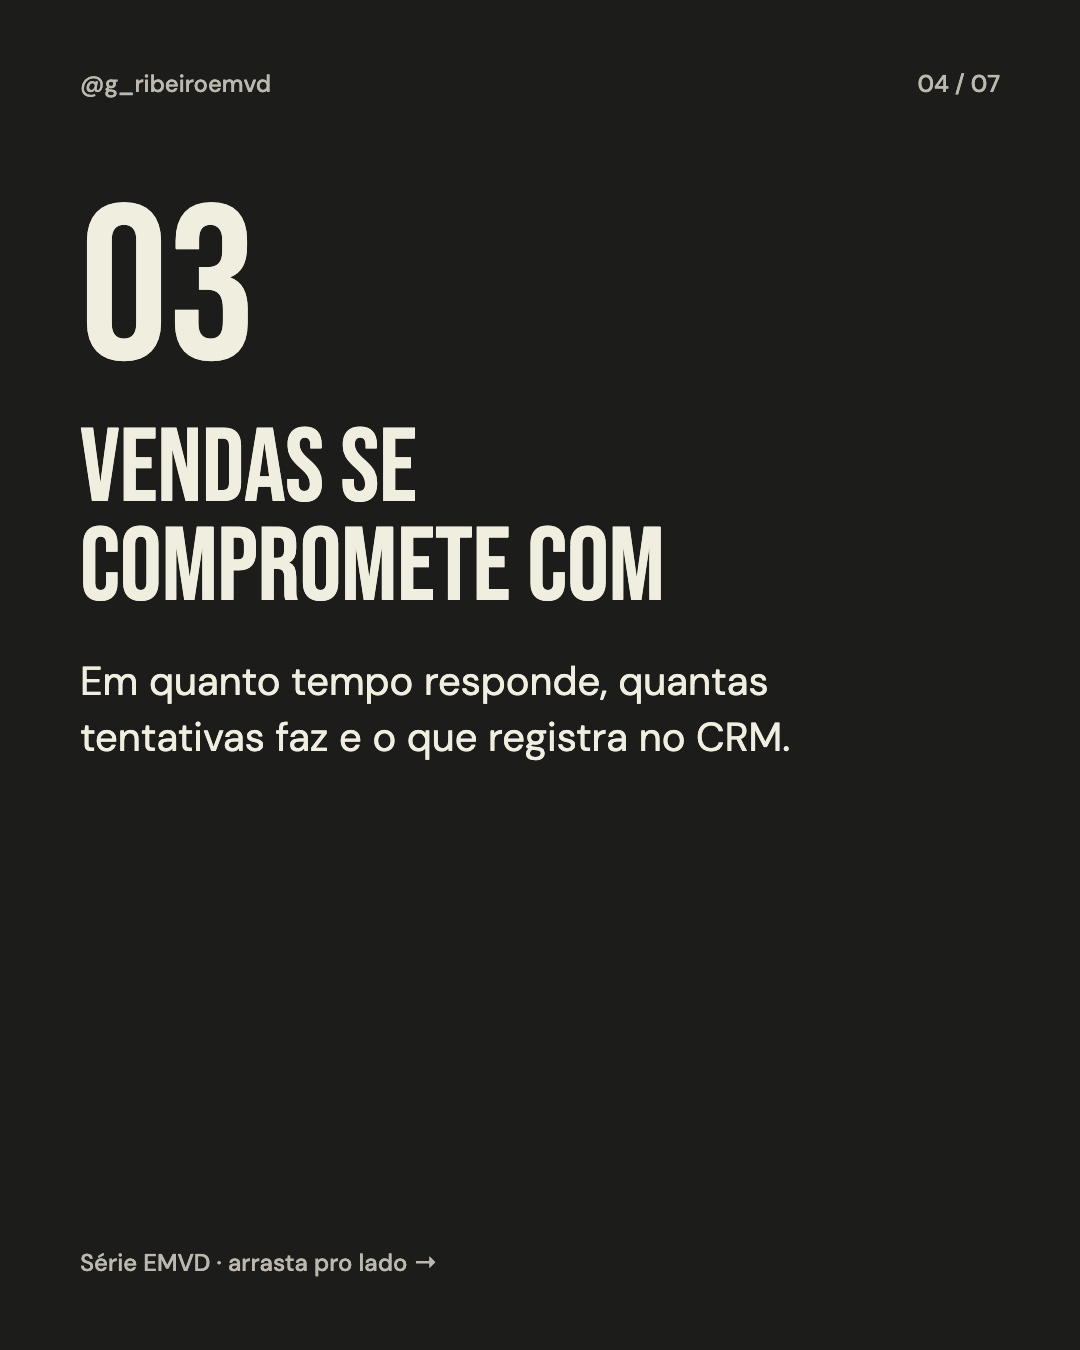 @g_ribeiroemvd
04 / 07
03
VENDAS SE
COMPROMETE COM
Em quanto tempo responde, quantas
tentativas faz e o que registra no CRM.
Série EMVD · arrasta pro lado →